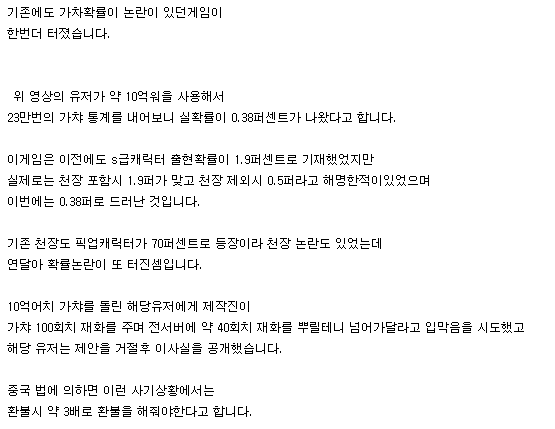 기존에도 가차확률이 논란이 있던게임이
한번더 터졌습니다.
위 영상의 유저가 약 10억워을 사용해서
23만번의 가챠 통계를 내어보니 실확률이 0.38퍼센트가 나왔다고 합니다.
이게임은 이전에도 s급캐릭터 출현확률이 1.9퍼센트로 기재했었지만
실제로는 천장 포함시 1.9퍼가 맞고 천장 제외시 0.5퍼라고 해명한적이있었으며
이번에는 0.38퍼로 드러난 것입니다.
기존 천장도 픽업캐릭터가 70퍼센트로 등장이라 천장 논란도 있었는데
연달아 확률논란이 또 터진셈입니다.
10억어치 가챠를 돌린 해당유저에게 제작진이
가챠 100회치 재화를 주며 전서버에 약 40회치 재화를 뿌릴테니 넘어가달라고 입막음을 시도했고
해당 유저는 제안을 거절후 이사실을 공개했습니다.
중국 법에 의하면 이런 사기상황에서는
환불시 약 3배로 환불을 해줘야한다고 합니다.